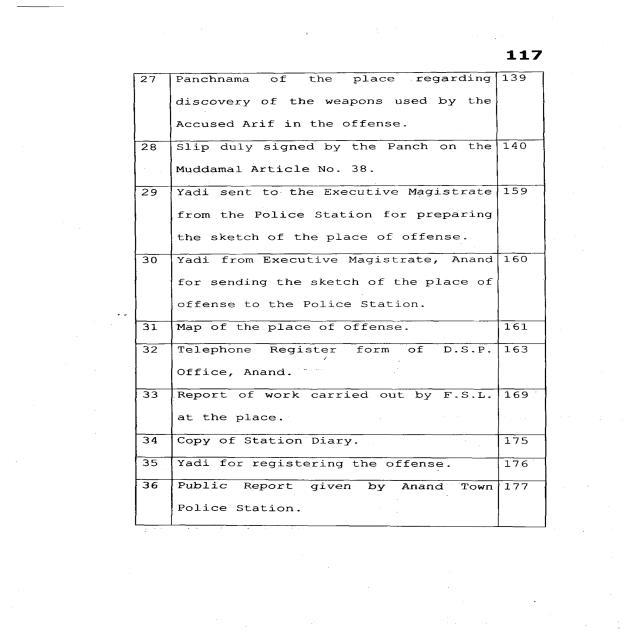 117
27 Panchnama of the place regarding 139
discovery of the weapons used by the
Accused Arif in the offense.
28 Slip duly signed by the Panch on the 140
Muddamal Article No. 38.
29 Yadi sent to the Executive Magistrate 159
from the Police Station for preparing
the sketch of the place of offense.
30 Yadi from Executive Magistrate, Anand 160
for sending the sketch of the place of
offense to the Police Station.
31 Map of the place of offense. 161
32 Telephone Register form of D.S.P. 163
Office, Anand.
33 Report of work carried out by F.S.L. 169
at the place.
34 Copy of Station Diary. 175
35 Yadi for registering the offense. 176
36 Public Report given by Anand Town 177
Police Station.